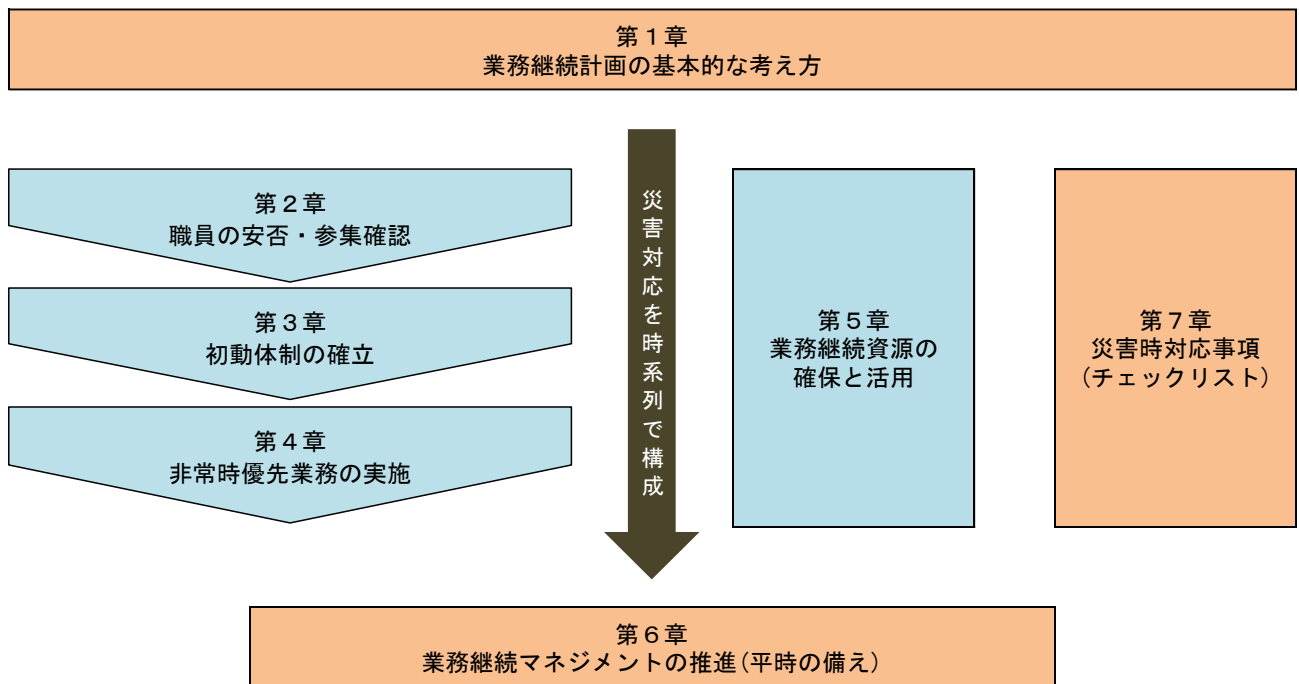 第１章
業務継続計画の基本的な考え方
第２章
職員の安否・参集確認
第３章
初動体制の確立
第４章
非常時優先業務の実施
災害対応を時系列で構成
第５章
業務継続資源の
確保と活用
第７章
災害時対応事項
(チェックリスト)
第６章
業務継続マネジメントの推進(平時の備え)